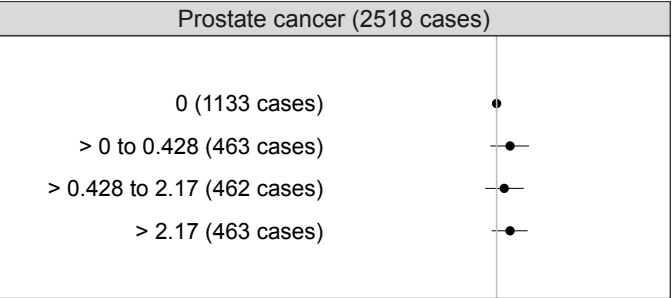 Prostate cancer (2518 cases)
0 (1133 cases)
> 0 to 0.428 (463 cases)
> 0.428 to 2.17 (462 cases)
> 2.17 (463 cases)